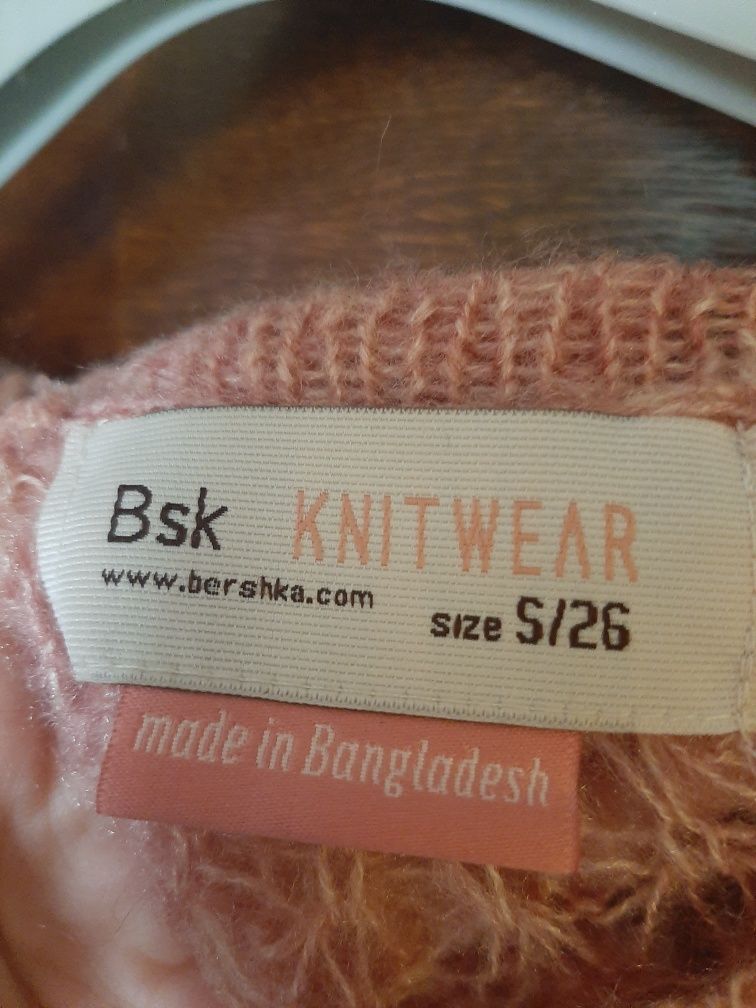 Bsk KNITWEAR
www.bershka.com
size S/26
made in Bangladesh